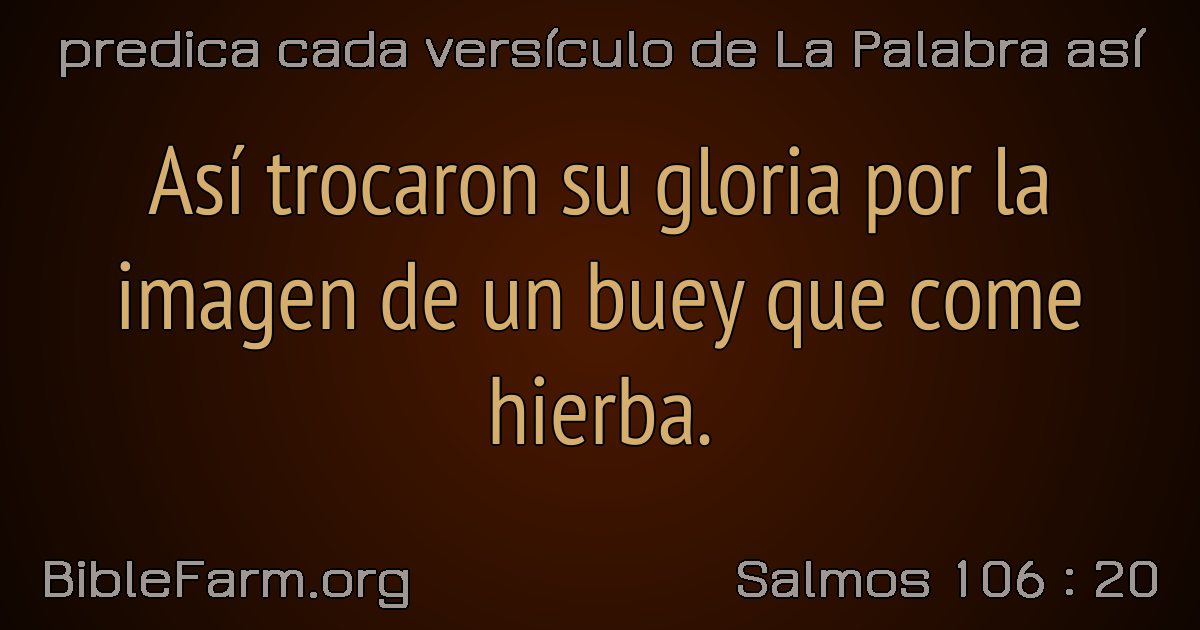 predica cada versículo de La Palabra así
Así trocaron su gloria por la
imagen de un buey que come
hierba.
BibleFarm.org
Salmos 106 : 20